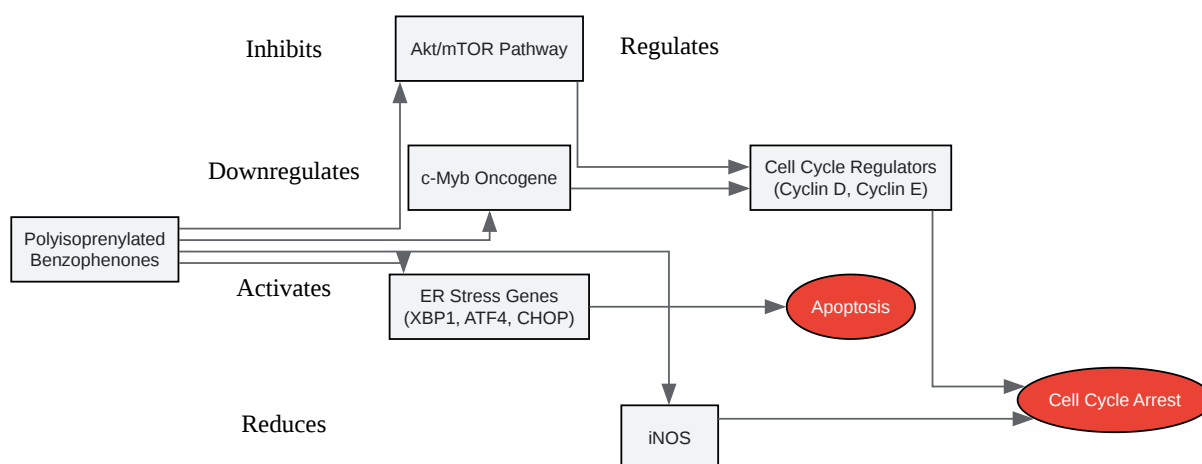 Inhibits
Akt/mTOR Pathway
Regulates
Downregulates
c-Myb Oncogene
Cell Cycle Regulators
(Cyclin D, Cyclin E)
Polyisoprenylated
Benzophenones
Activates
ER Stress Genes
(XBP1, ATF4, CHOP)
Apoptosis
Cell Cycle Arrest
Reduces
iNOS